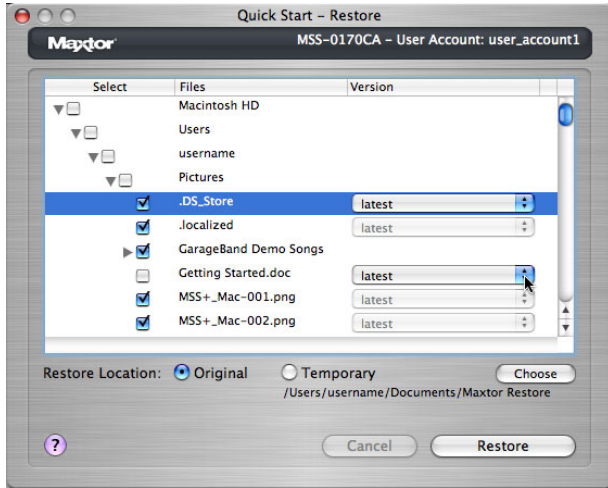 Quick Start – Restore
Maxtor MSS-0170CA – User Account: user_account1
Select Files Version
Macintosh HD
Users
username
Pictures
.DS_Store latest
.localized latest
GarageBand Demo Songs
Getting Started.doc latest
MSS+_Mac-001.png latest
MSS+_Mac-002.png latest
Restore Location: Original Temporary Choose
/Users/username/Documents/Maxtor Restore
? Cancel Restore